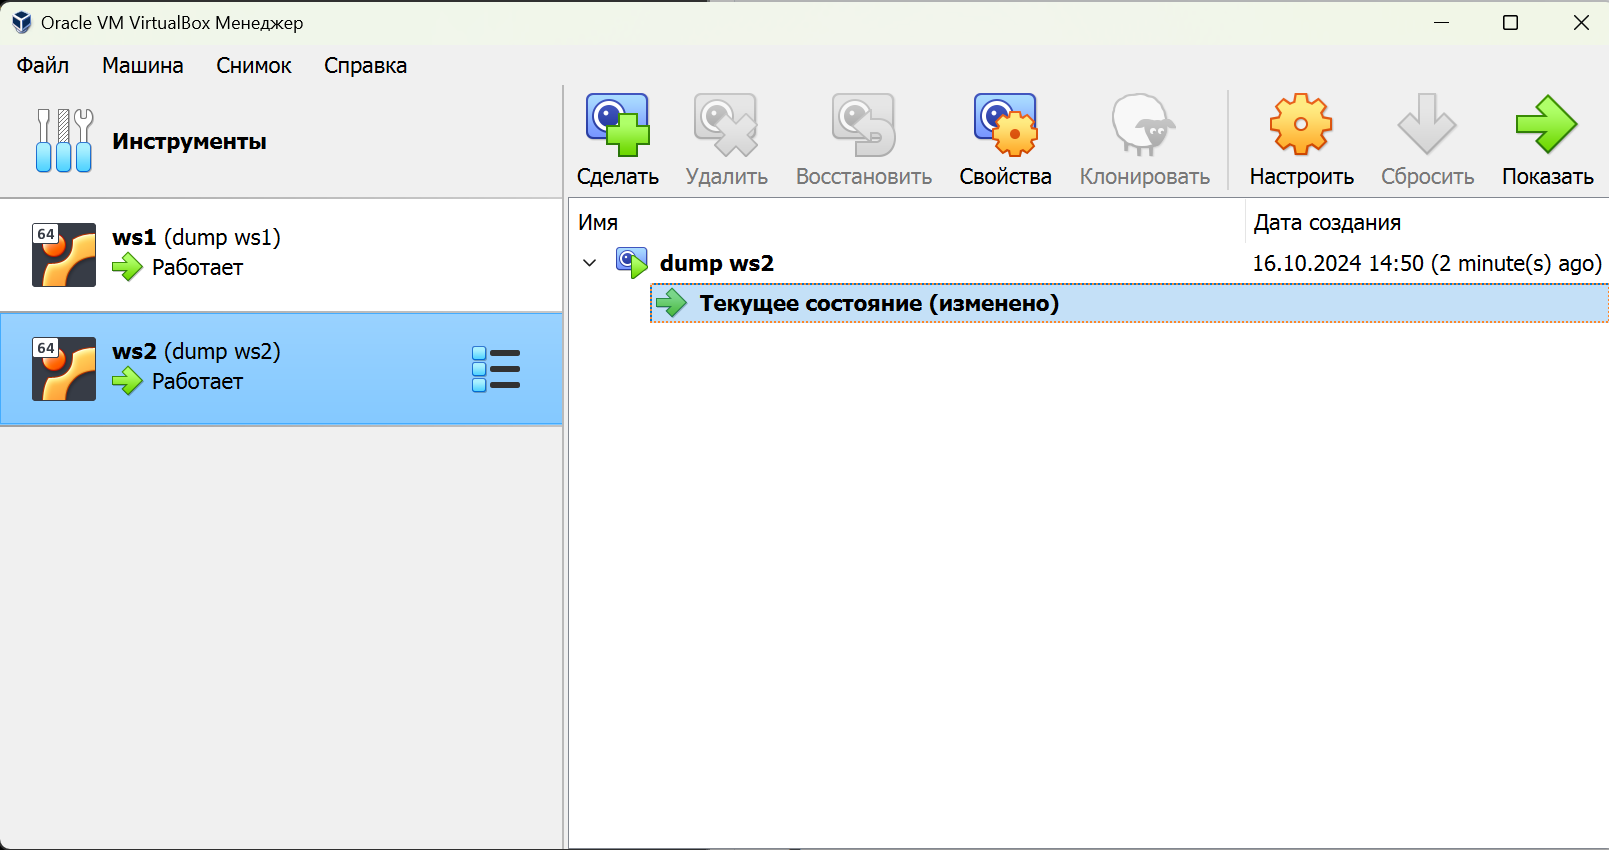 Oracle VM VirtualBox Менеджер
Файл Машина Снимок Справка
Инструменты
64
ws1 (dump ws1)
Работает
64
ws2 (dump ws2)
Работает
Сделать Удалить Восстановить Свойства Клонировать Настроить Сбросить Показать
Имя Дата создания
dump ws2 16.10.2024 14:50 (2 minute(s) ago)
Текущее состояние (изменено)